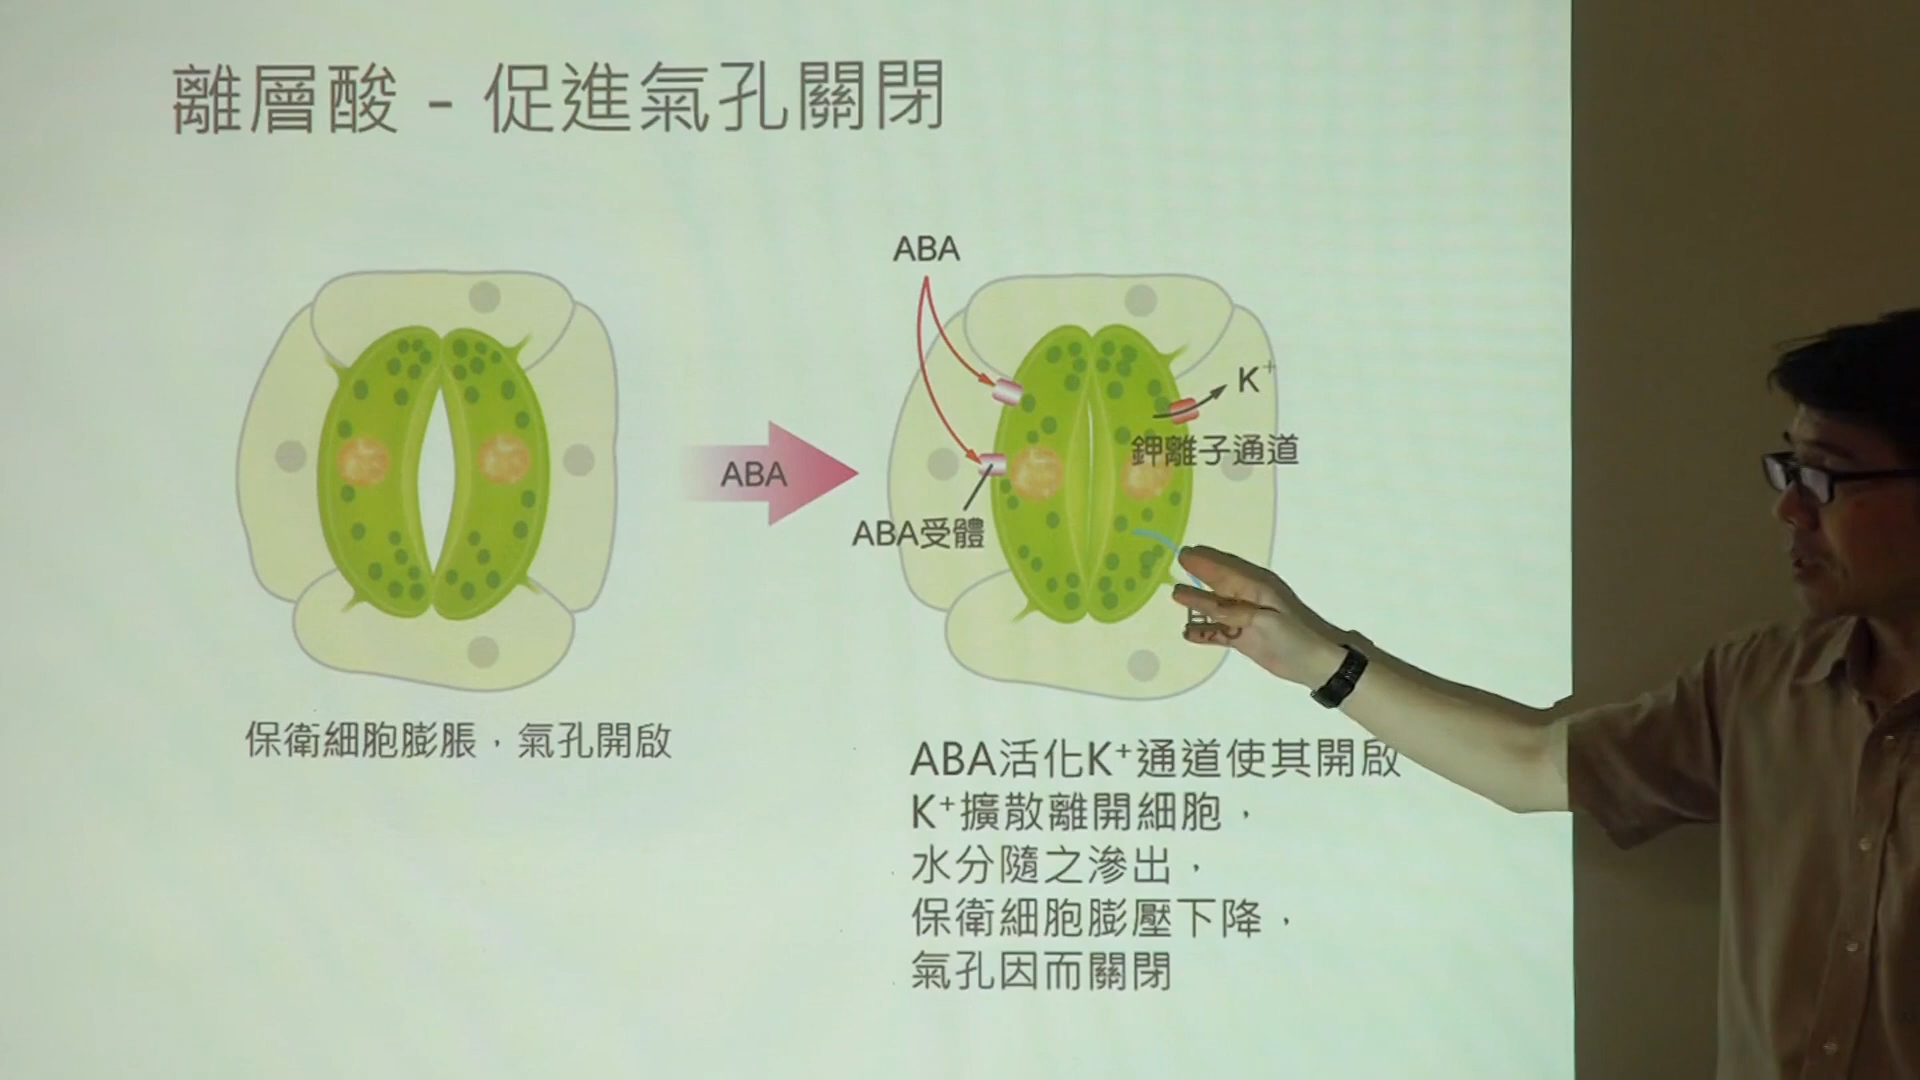 離層酸 - 促進氣孔關閉
ABA
K⁺
鉀離子通道
ABA
ABA受體
保衛細胞膨脹，氣孔開啟
ABA活化K⁺通道使其開啟
K⁺擴散離開細胞，
水分隨之滲出，
保衛細胞膨壓下降，
氣孔因而關閉